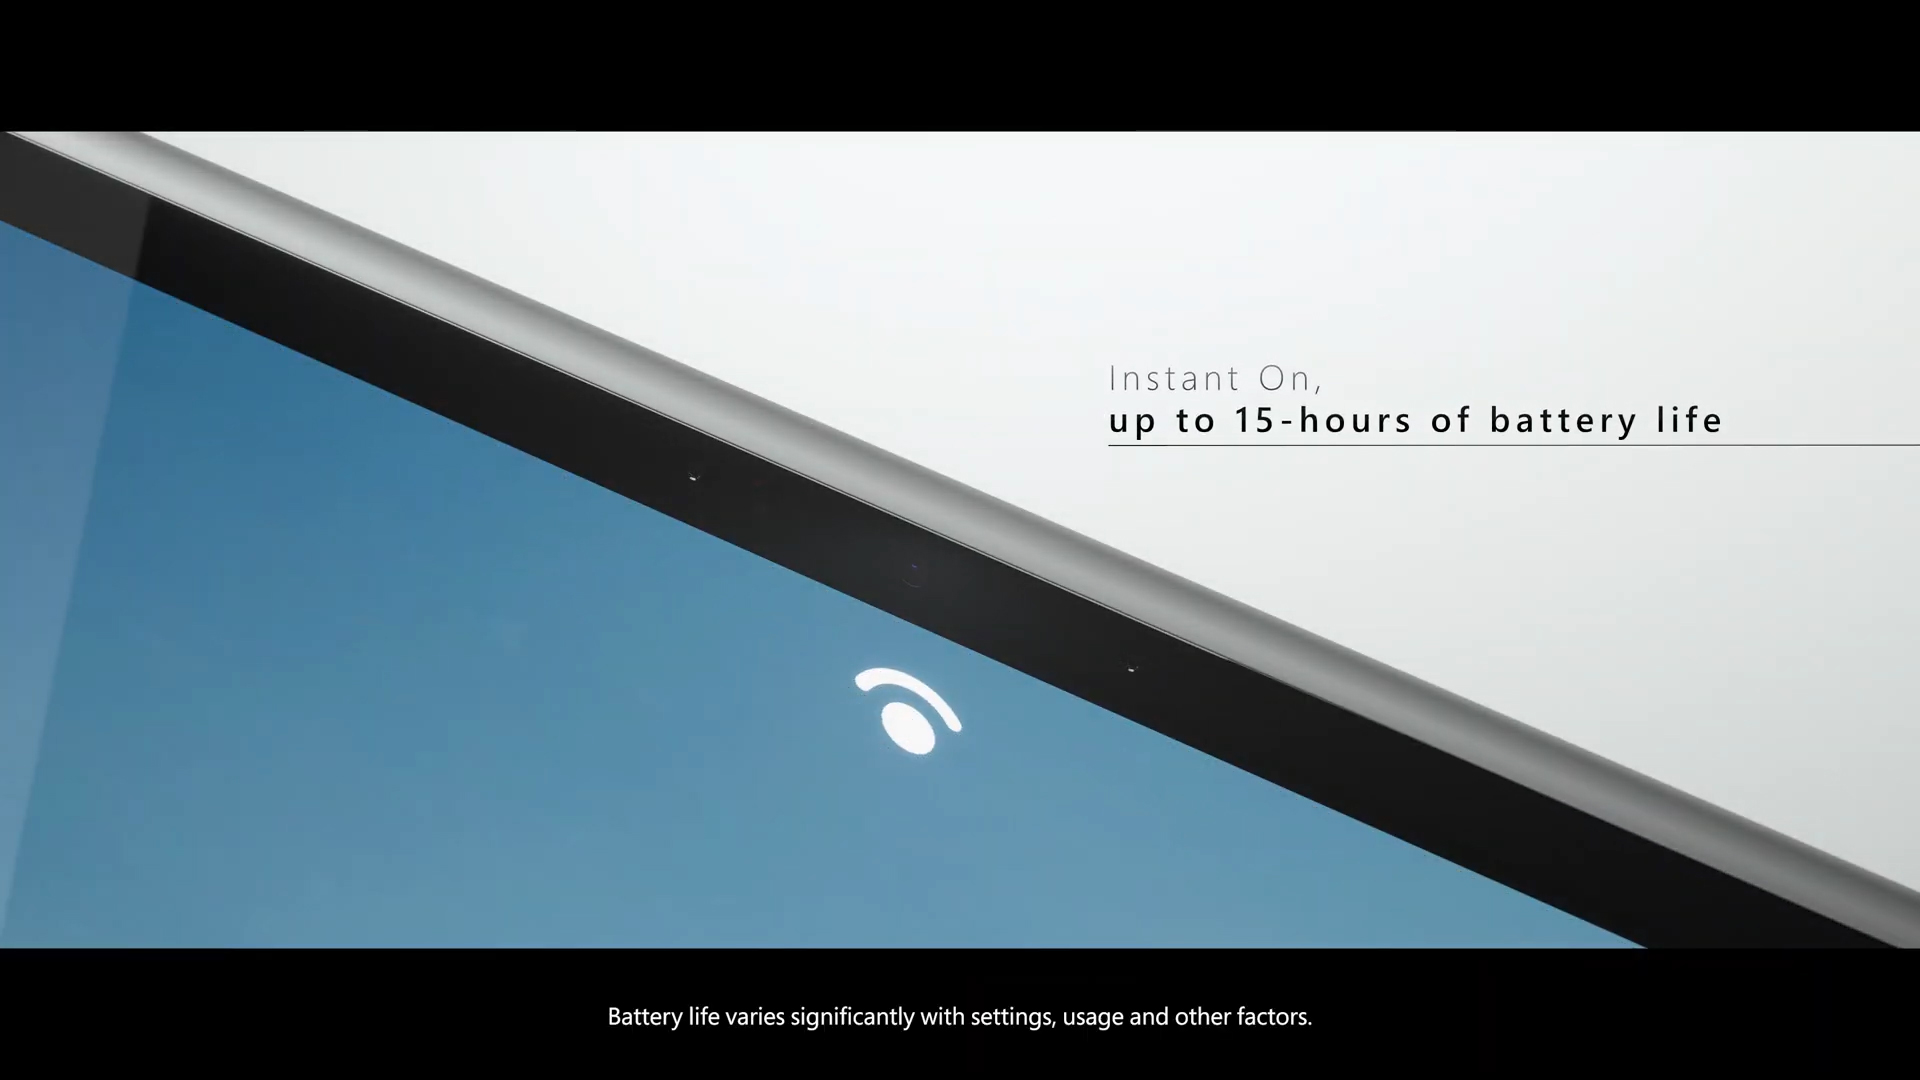 Instant On,
up to 15-hours of battery life
Battery life varies significantly with settings, usage and other factors.